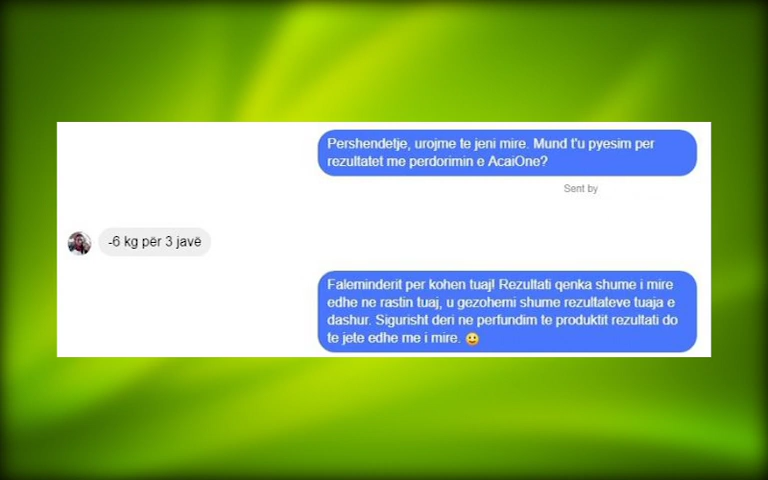 Pershendetje, urojme te jeni mire. Mund t'u pyesim per
rezultatet me perdorimin e AcaiOne?
Sent by
-6 kg për 3 javë
Faleminderit per kohen tuaj! Rezultati qenka shume i mire
edhe ne rastin tuaj, u gezohemi shume rezultateve tuaja e
dashur. Sigurisht deri ne perfundim te produktit rezultati do
te jete edhe me i mire. 🙂